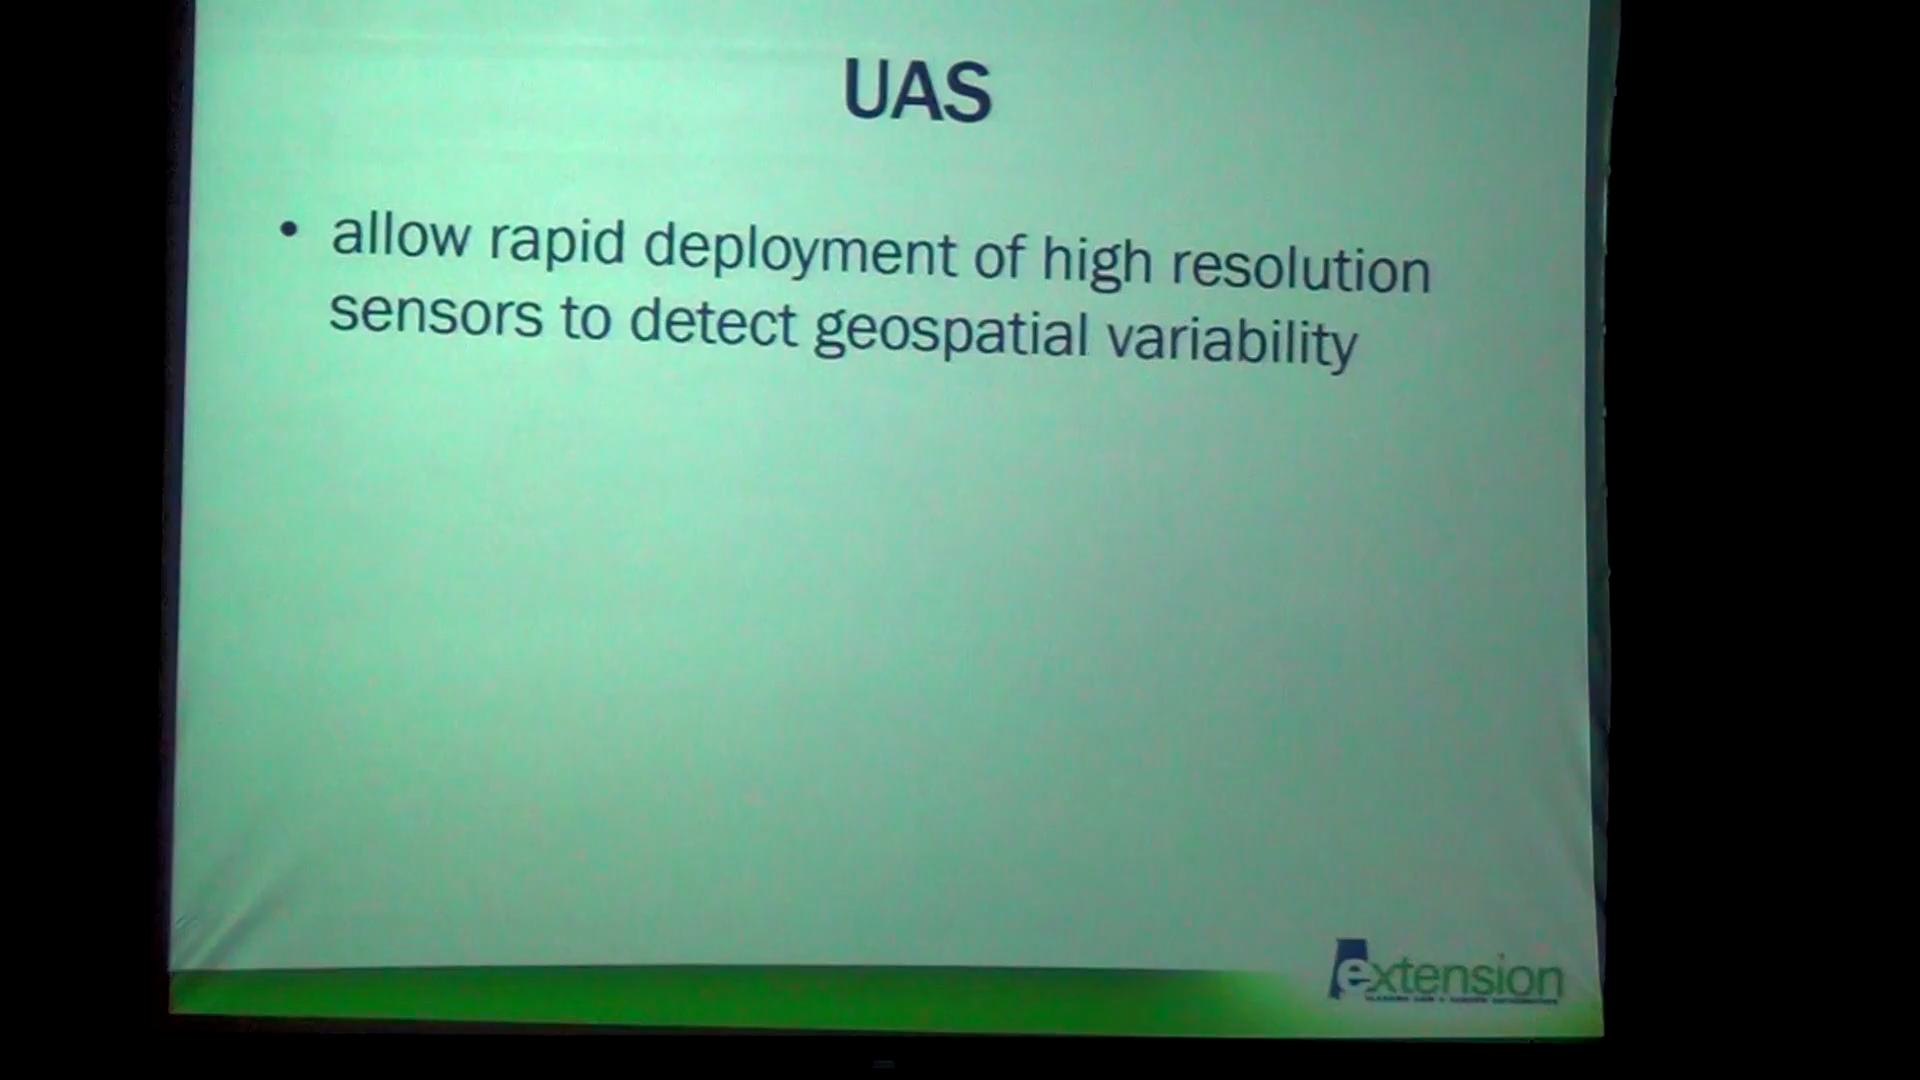 UAS
• allow rapid deployment of high resolution
sensors to detect geospatial variability
extension